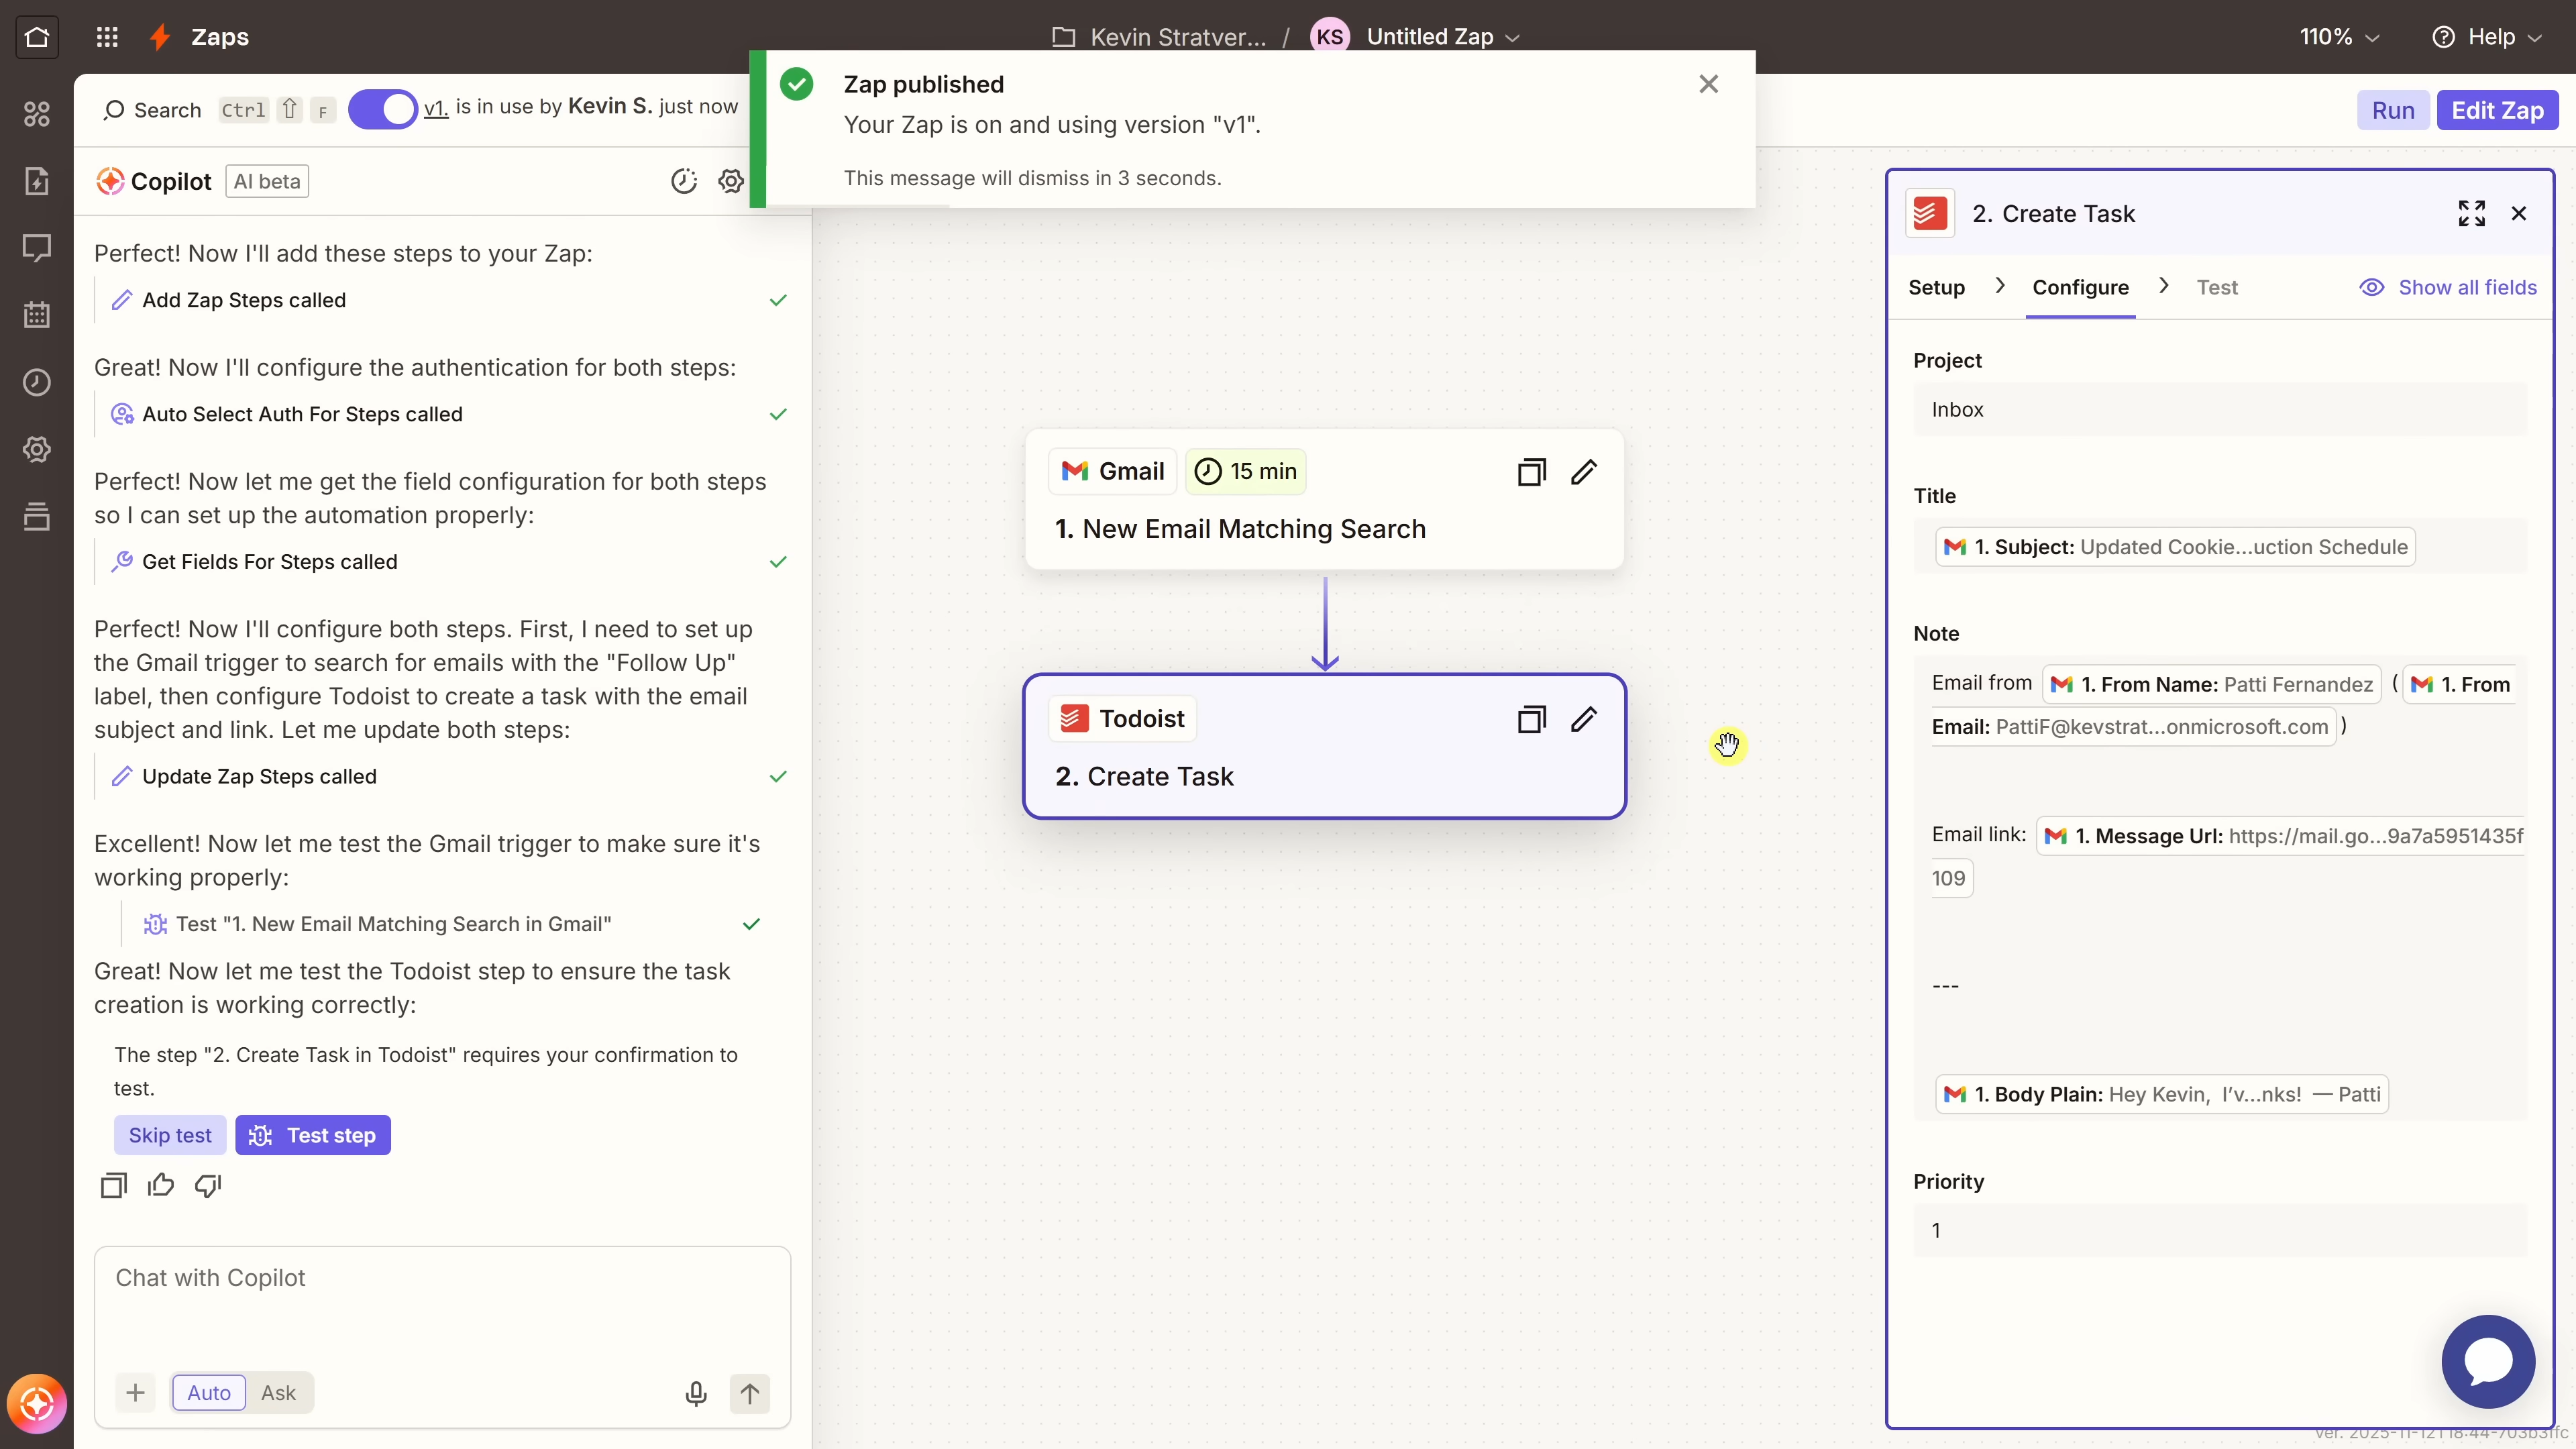 Zaps
Kevin Stratver... / KS Untitled Zap
110%
Help
Search Ctrl ⇧ F
v1. is in use by Kevin S. just now
Zap published
Your Zap is on and using version "v1".
This message will dismiss in 3 seconds.
Run
Edit Zap
Copilot AI beta
Perfect! Now I'll add these steps to your Zap:
Add Zap Steps called
Great! Now I'll configure the authentication for both steps:
Auto Select Auth For Steps called
Perfect! Now let me get the field configuration for both steps
so I can set up the automation properly:
Get Fields For Steps called
Perfect! Now I'll configure both steps. First, I need to set up
the Gmail trigger to search for emails with the "Follow Up"
label, then configure Todoist to create a task with the email
subject and link. Let me update both steps:
Update Zap Steps called
Excellent! Now let me test the Gmail trigger to make sure it's
working properly:
Test "1. New Email Matching Search in Gmail"
Great! Now let me test the Todoist step to ensure the task
creation is working correctly:
The step "2. Create Task in Todoist" requires your confirmation to
test.
Skip test
Test step
Chat with Copilot
Auto
Ask
Gmail 15 min
1. New Email Matching Search
Todoist
2. Create Task
2. Create Task
Setup > Configure > Test
Show all fields
Project
Inbox
Title
1. Subject: Updated Cookie...uction Schedule
Note
Email from 1. From Name: Patti Fernandez ( 1. From
Email: PattiF@kevstrat...onmicrosoft.com )
Email link: 1. Message Url: https://mail.go...9a7a5951435f
109
---
1. Body Plain: Hey Kevin, I’v...nks! — Patti
Priority
1